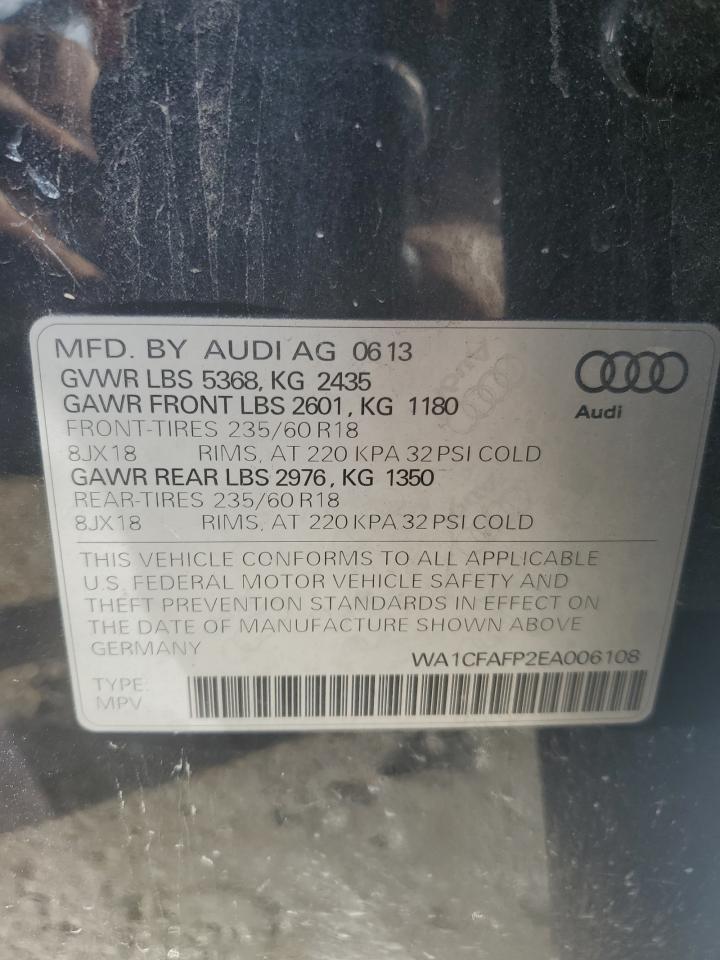 MFD. BY AUDI AG 0613
GVWR LBS 5368, KG 2435
GAWR FRONT LBS 2601, KG 1180
FRONT-TIRES 235/60 R18
8JX18 RIMS, AT 220 KPA 32 PSI COLD
GAWR REAR LBS 2976, KG 1350
REAR-TIRES 235/60 R18
8JX18 RIMS, AT 220 KPA 32 PSI COLD
Audi
THIS VEHICLE CONFORMS TO ALL APPLICABLE
U.S. FEDERAL MOTOR VEHICLE SAFETY AND
THEFT PREVENTION STANDARDS IN EFFECT ON
THE DATE OF MANUFACTURE SHOWN ABOVE
GERMANY
WA1CFAFP2EA006108
TYPE:
MPV